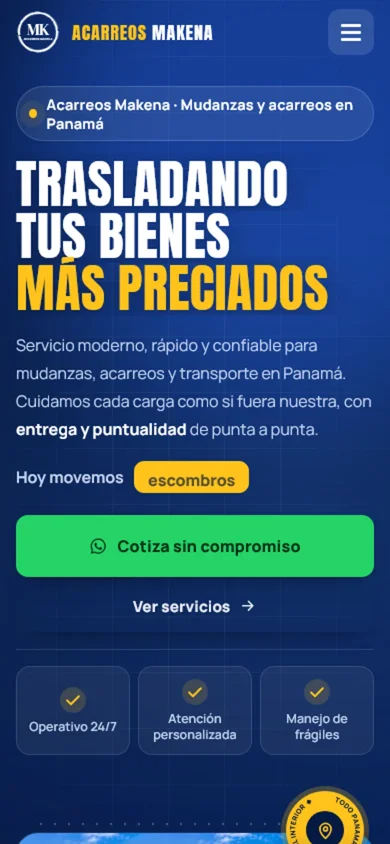 MK
ACARREOS MAKENA
Acarreos Makena · Mudanzas y acarreos en
Panamá
TRASLADANDO
TUS BIENES
MÁS PRECIADOS
Servicio moderno, rápido y confiable para
mudanzas, acarreos y transporte en Panamá.
Cuidamos cada carga como si fuera nuestra, con
entrega y puntualidad de punta a punta.
Hoy movemos escombros
Cotiza sin compromiso
Ver servicios →
Operativo 24/7
Atención
personalizada
Manejo de
frágiles
INTERIOR • TODO PANAM